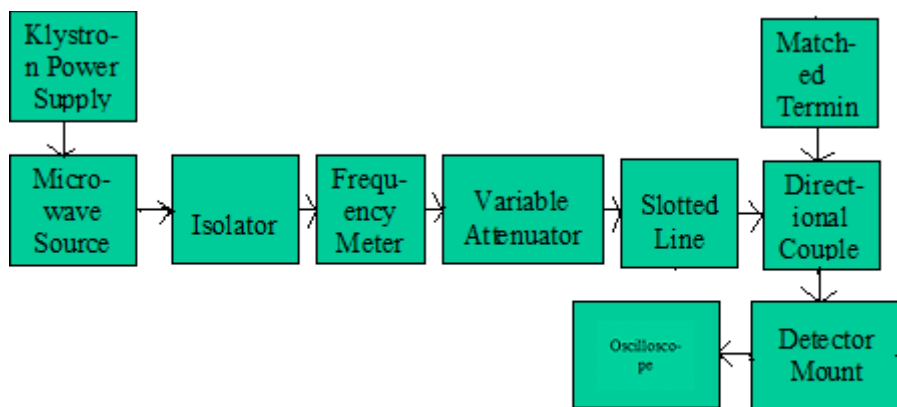 Klystro-
n Power
Supply
Match-
ed
Termin
Micro-
wave
Source
Isolator
Frequ-
ency
Meter
Variable
Attenuator
Slotted
Line
Direct-
ional
Couple
Oscillosco-
pe
Detector
Mount